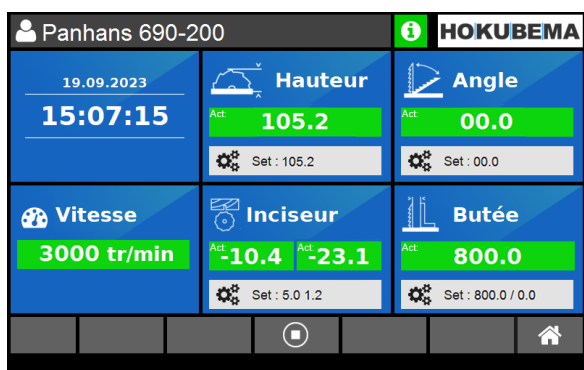 Panhans 690-200
i
HOKUBEMA
19.09.2023
15:07:15
Hauteur
Act:
105.2
Set : 105.2
Angle
Act:
00.0
Set : 00.0
Vitesse
3000 tr/min
Inciseur
Act: -10.4 Act: -23.1
Set : 5.0 1.2
Butée
Act:
800.0
Set : 800.0 / 0.0